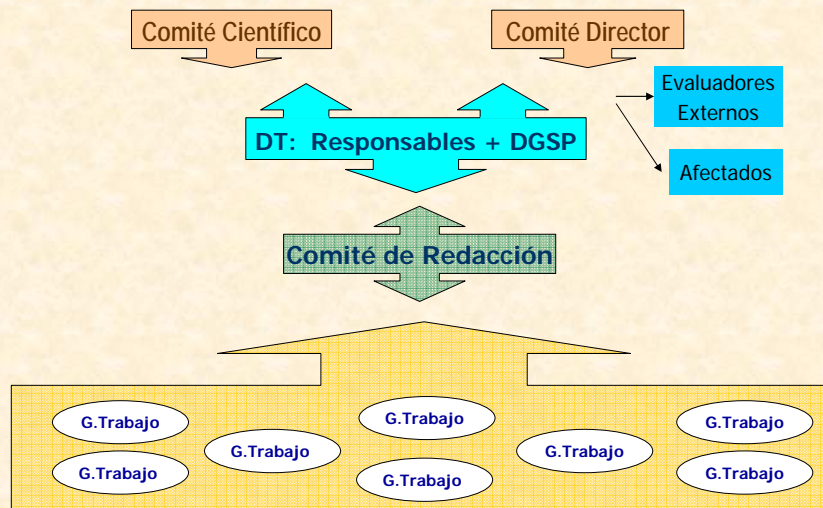 Comité Científico
Comité Director
Evaluadores
Externos
DT: Responsables + DGSP
Afectados
Comité de Redacción
G.Trabajo
G.Trabajo
G.Trabajo
G.Trabajo
G.Trabajo
G.Trabajo
G.Trabajo
G.Trabajo